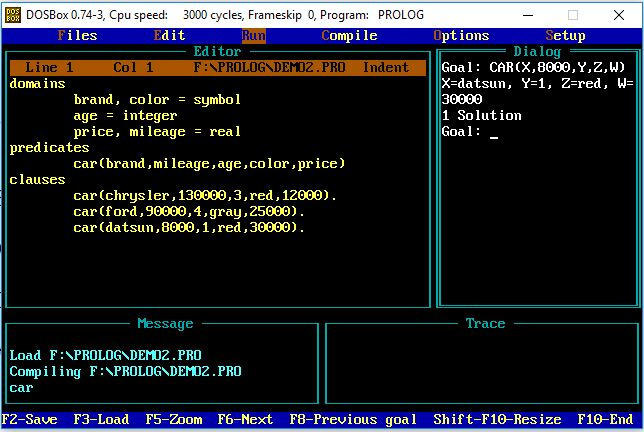 DOSBox 0.74-3, Cpu speed: 3000 cycles, Frameskip 0, Program: PROLOG
Files Edit Run Compile Options Setup
Editor
Line 1 Col 1 F:\PROLOG\DEMO2.PRO Indent
domains
brand, color = symbol
age = integer
price, mileage = real
predicates
car(brand,mileage,age,color,price)
clauses
car(chrysler,130000,3,red,12000).
car(ford,90000,4,gray,25000).
car(datsun,8000,1,red,30000).
Dialog
Goal: CAR(X,8000,Y,Z,W)
X=datsun, Y=1, Z=red, W=
30000
1 Solution
Goal: _
Message
Load F:\PROLOG\DEMO2.PRO
Compiling F:\PROLOG\DEMO2.PRO
car
Trace
F2-Save F3-Load F5-Zoom F6-Next F8-Previous goal Shift-F10-Resize F10-End